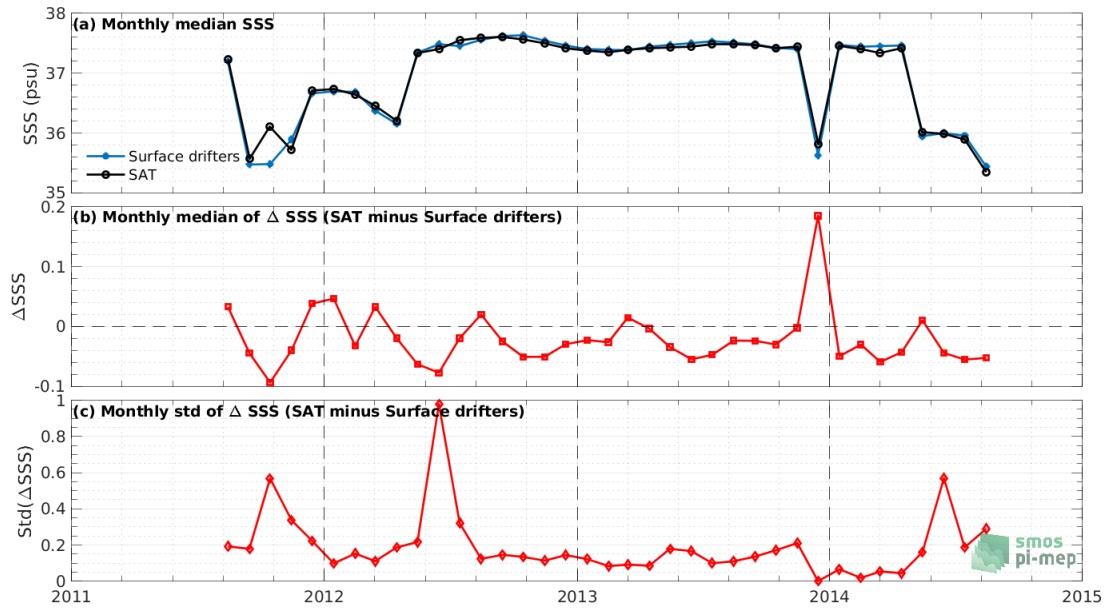 (a) Monthly median SSS
38
37
36
35
SSS (psu)
Surface drifters
SAT
(b) Monthly median of Δ SSS (SAT minus Surface drifters)
0.2
0.1
0
-0.1
ΔSSS
(c) Monthly std of Δ SSS (SAT minus Surface drifters)
1
0.8
0.6
0.4
0.2
0
Std(ΔSSS)
smos
pi-mep
2011
2012
2013
2014
2015